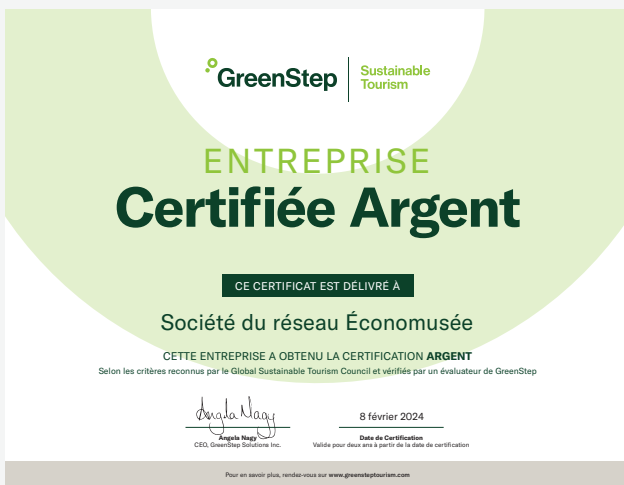 GreenStep
Sustainable
Tourism
ENTREPRISE
Certifiée Argent
CE CERTIFICAT EST DÉLIVRÉ À
Société du réseau Économusée
CETTE ENTREPRISE A OBTENU LA CERTIFICATION ARGENT
Selon les critères reconnus par le Global Sustainable Tourism Council et vérifiés par un évaluateur de GreenStep
Angela Nagy
8 février 2024
Angela Nagy
CEO, GreenStep Solutions Inc.
Date de Certification
Valide pour deux ans à partir de la date de certification
Pour en savoir plus, rendez-vous sur www.greensteptourism.com